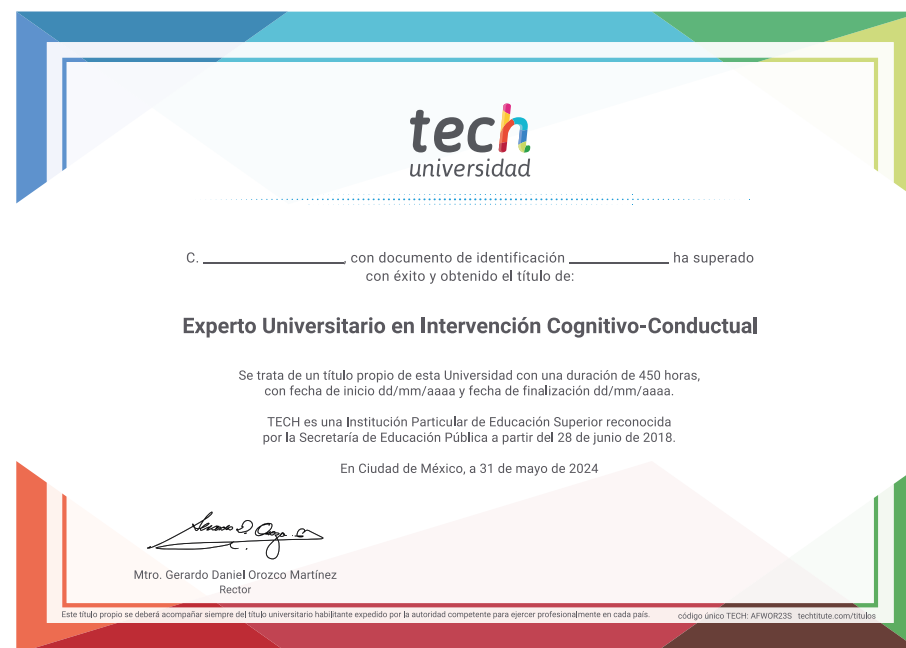 tech
universidad
C. ____________, con documento de identificación ____________ ha superado
con éxito y obtenido el título de:
Experto Universitario en Intervención Cognitivo-Conductual
Se trata de un título propio de esta Universidad con una duración de 450 horas,
con fecha de inicio dd/mm/aaaa y fecha de finalización dd/mm/aaaa.
TECH es una Institución Particular de Educación Superior reconocida
por la Secretaría de Educación Pública a partir del 28 de junio de 2018.
En Ciudad de México, a 31 de mayo de 2024
Mtro. Gerardo Daniel Orozco Martínez
Rector
Este título propio se deberá acompañar siempre del título universitario habilitante expedido por la autoridad competente para ejercer profesionalmente en cada país.
código único TECH: AFWOR23S techtitute.com/titulos